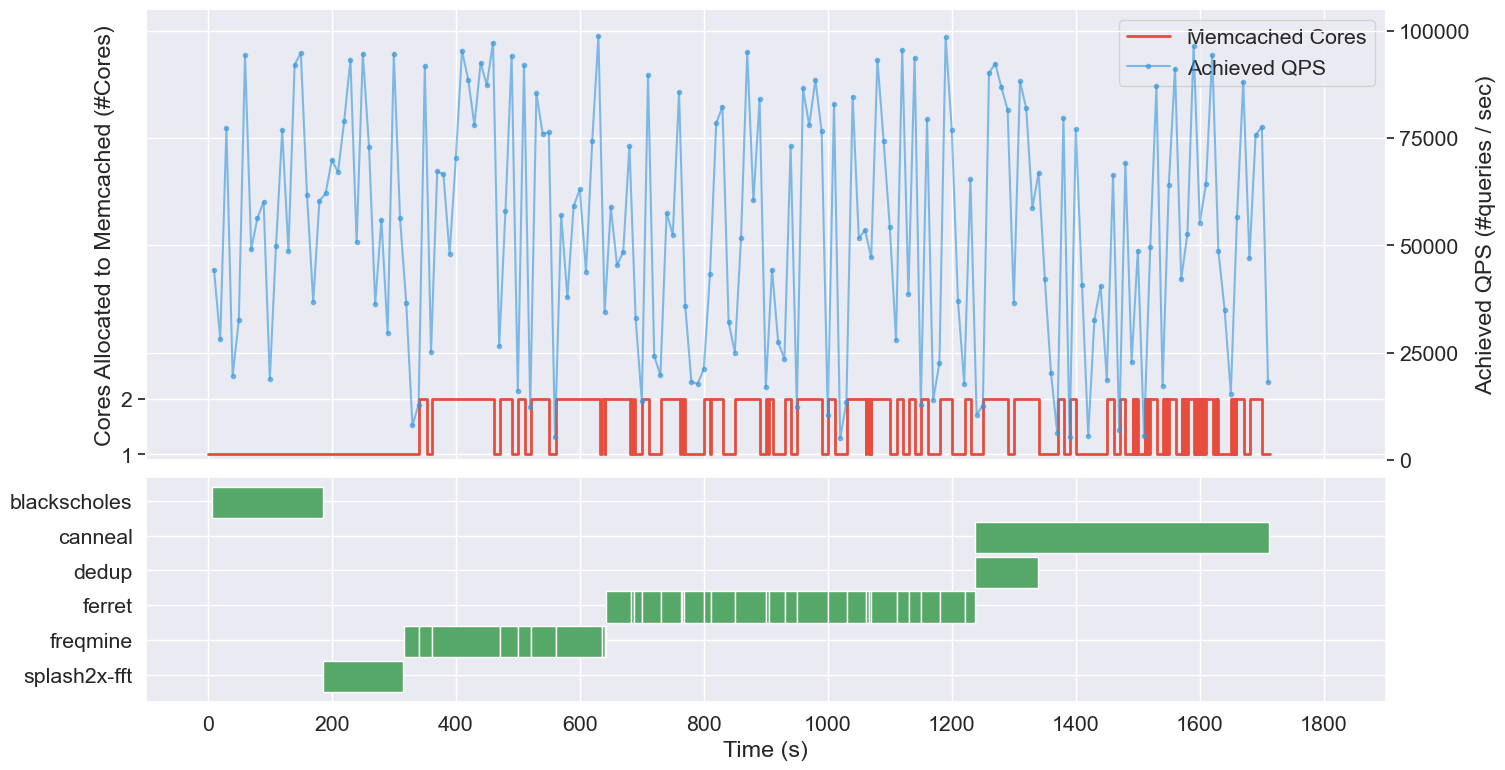 Cores Allocated to Memcached (#Cores)
2
1
Memcached Cores
Achieved QPS
100000
75000
50000
25000
0
Achieved QPS (#queries / sec)
blackscholes
canneal
dedup
ferret
freqmine
splash2x-fft
0 200 400 600 800 1000 1200 1400 1600 1800
Time (s)